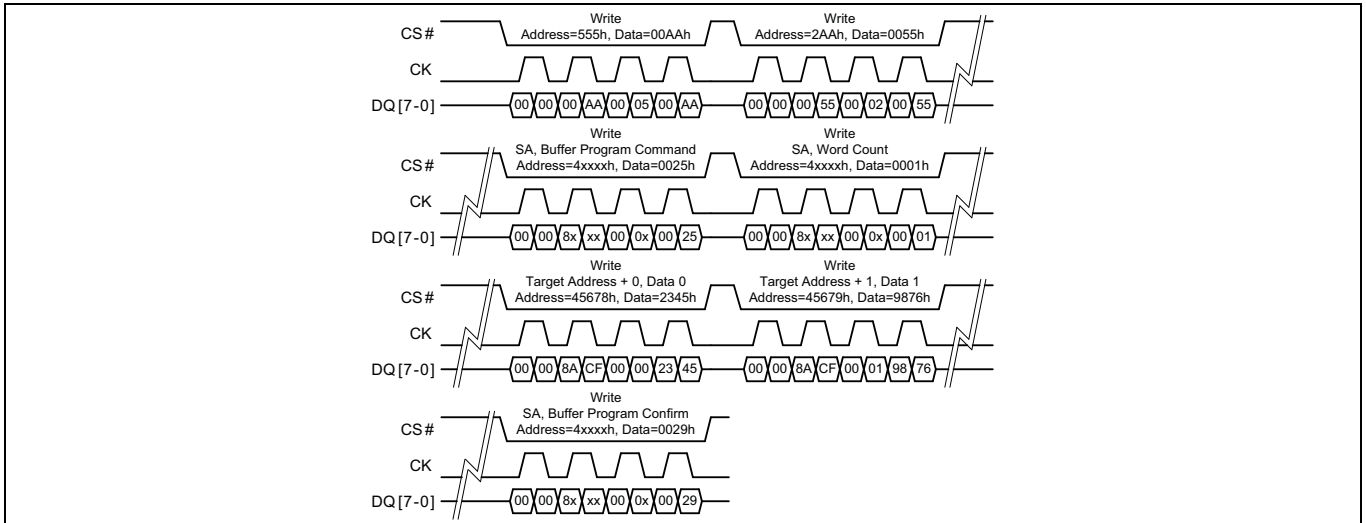 Write Write
CS# Address=555h, Data=00AAh Address=2AAh, Data=0055h
CK
DQ[7-0] 00 00 00 AA 00 05 00 AA 00 00 00 55 00 02 00 55
Write Write
SA, Buffer Program Command SA, Word Count
CS# Address=4xxxxh, Data=0025h Address=4xxxxh, Data=0001h
CK
DQ[7-0] 00 00 8x xx 00 0x 00 25 00 00 8x xx 00 0x 00 01
Write Write
Target Address + 0, Data 0 Target Address + 1, Data 1
CS# Address=45678h, Data=2345h Address=45679h, Data=9876h
CK
DQ[7-0] 00 00 8A CF 00 00 23 45 00 00 8A CF 00 01 98 76
Write
SA, Buffer Program Confirm
CS# Address=4xxxxh, Data=0029h
CK
DQ[7-0] 00 00 8x xx 00 0x 00 29